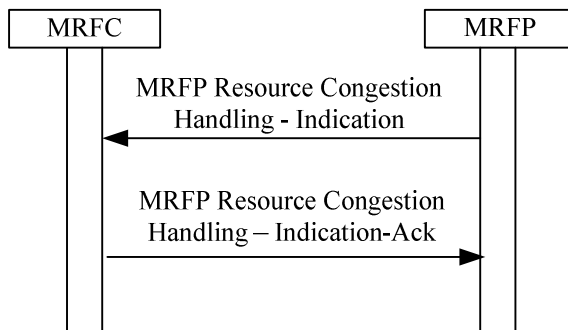 MRFC
MRFP
MRFP Resource Congestion
Handling - Indication
MRFP Resource Congestion
Handling – Indication-Ack